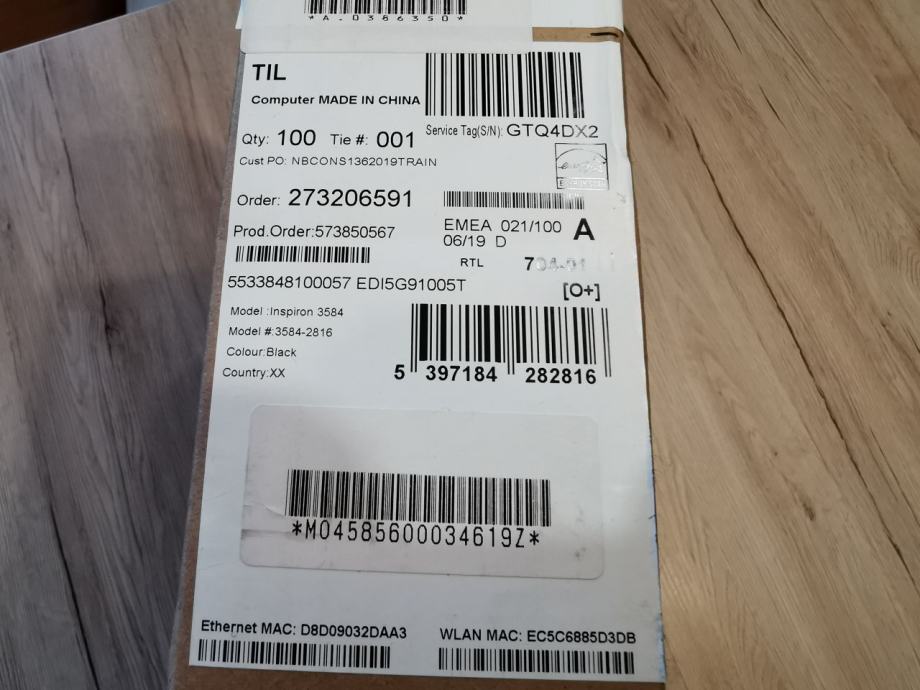 *A.0386350*
TIL
Computer MADE IN CHINA
Service Tag(S/N): GTQ4DX2
Qty: 100 Tie #: 001
Cust PO: NBCONS1362019TRAIN
Order: 273206591
EMEA 021/100 A
06/19 D
Prod.Order:573850567
RTL
5533848100057 EDI5G91005T
[O+]
Model :Inspiron 3584
Model #:3584-2816
Colour:Black
Country:XX
5 397184 282816
*M04585600034619Z*
Ethernet MAC: D8D09032DAA3
WLAN MAC: EC5C6885D3DB